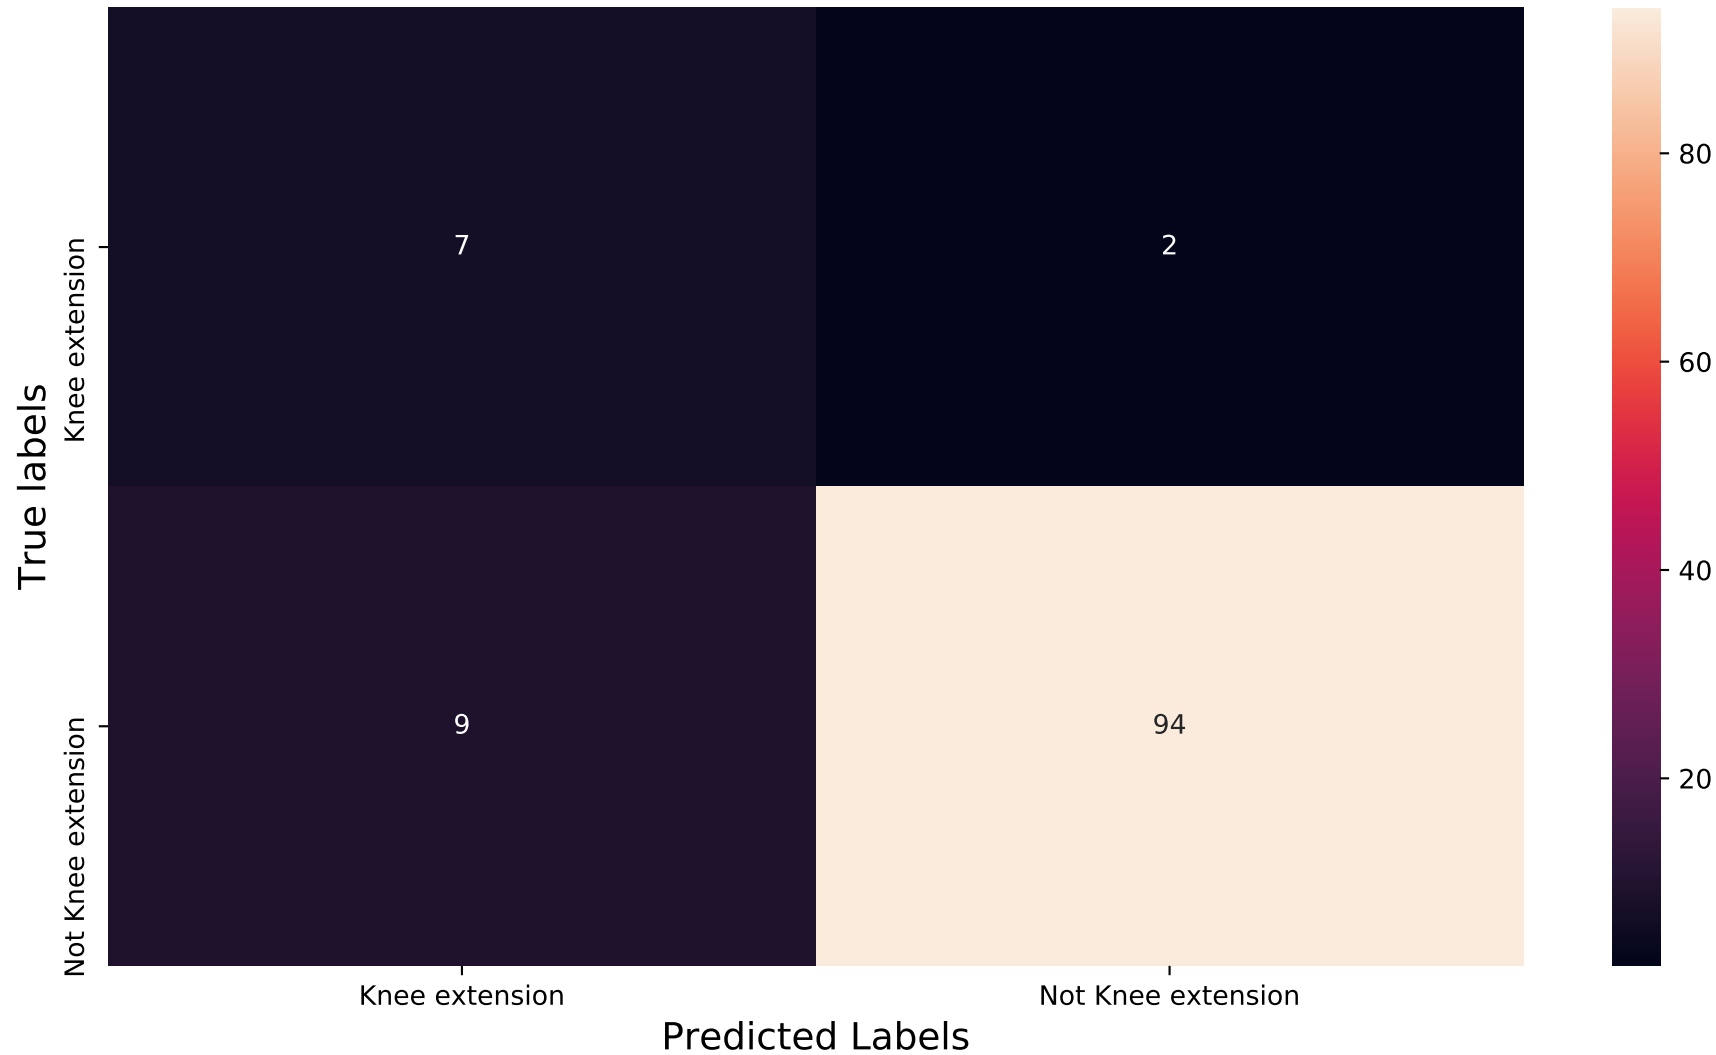 True labels
Knee extension
Not Knee extension
7
2
9
94
Knee extension
Not Knee extension
Predicted Labels
80
60
40
20